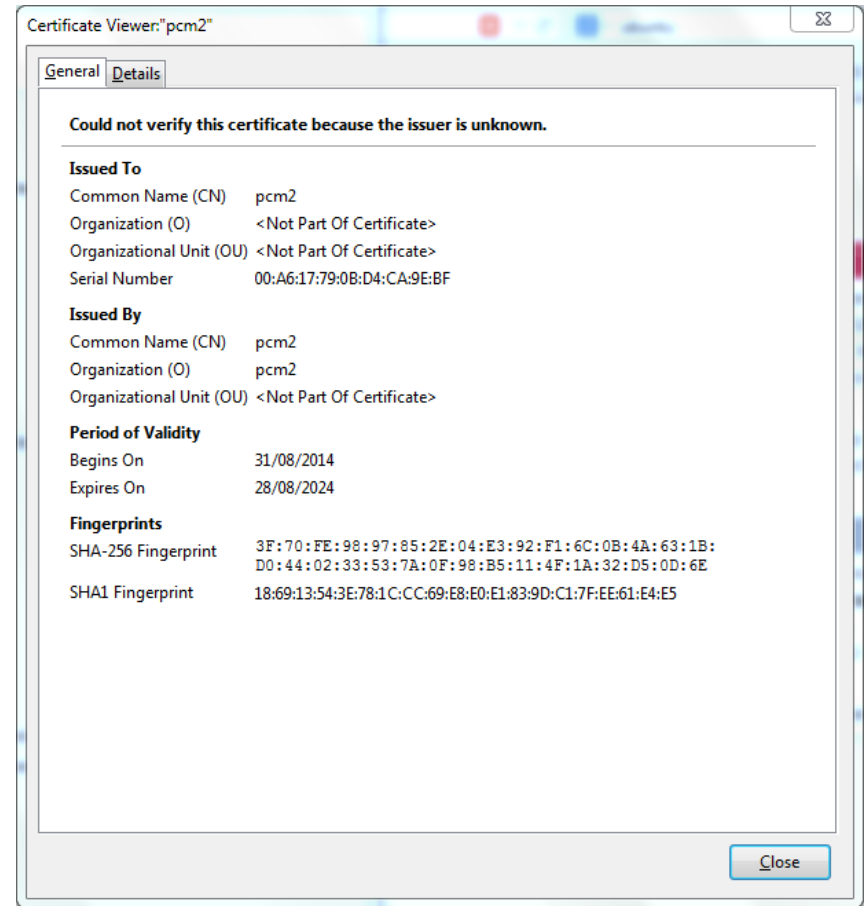 Certificate Viewer:"pcm2"
General Details
Could not verify this certificate because the issuer is unknown.
Issued To
Common Name (CN) pcm2
Organization (O) <Not Part Of Certificate>
Organizational Unit (OU) <Not Part Of Certificate>
Serial Number 00:A6:17:79:0B:D4:CA:9E:BF
Issued By
Common Name (CN) pcm2
Organization (O) pcm2
Organizational Unit (OU) <Not Part Of Certificate>
Period of Validity
Begins On 31/08/2014
Expires On 28/08/2024
Fingerprints
SHA-256 Fingerprint 3F:70:FE:98:97:85:2E:04:E3:92:F1:6C:0B:4A:63:1B:
D0:44:02:33:53:7A:0F:98:B5:11:4F:1A:32:D5:0D:6E
SHA1 Fingerprint 18:69:13:54:3E:78:1C:CC:69:E8:E0:E1:83:9D:C1:7F:EE:61:E4:E5
Close